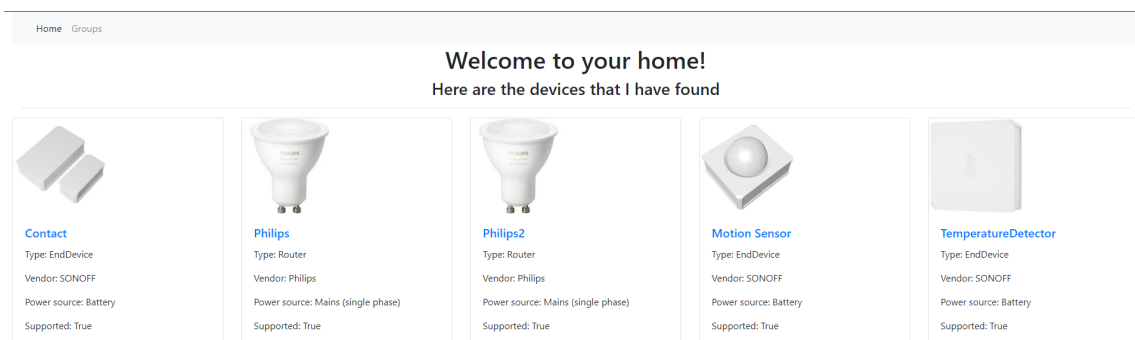 Home Groups
Welcome to your home!
Here are the devices that I have found
PHILIPS
PHILIPS
Contact
Type: EndDevice
Vendor: SONOFF
Power source: Battery
Supported: True
Philips
Type: Router
Vendor: Philips
Power source: Mains (single phase)
Supported: True
Philips2
Type: Router
Vendor: Philips
Power source: Mains (single phase)
Supported: True
Motion Sensor
Type: EndDevice
Vendor: SONOFF
Power source: Battery
Supported: True
TemperatureDetector
Type: EndDevice
Vendor: SONOFF
Power source: Battery
Supported: True